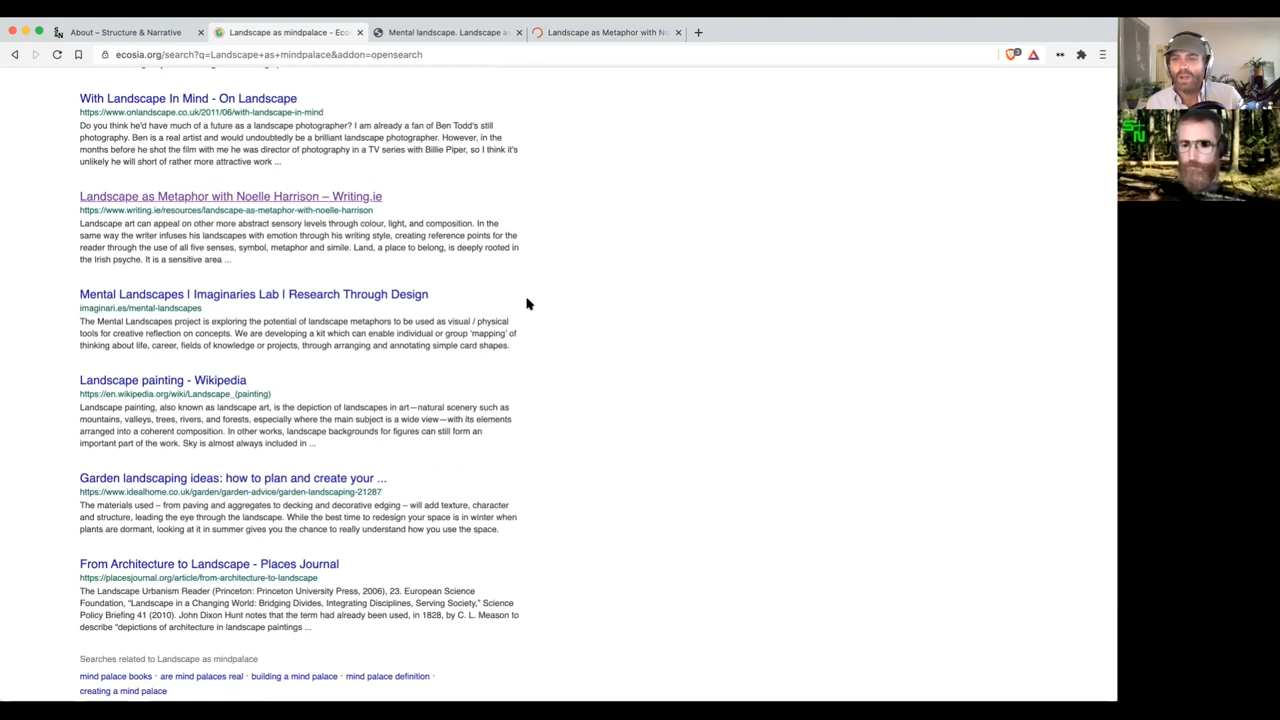 About – Structure & Narrative
Landscape as mindpalace - Eco
Mental landscape. Landscape as
Landscape as Metaphor with No
ecosia.org/search?q=Landscape+as+mindpalace&addon=opensearch
With Landscape In Mind - On Landscape
https://www.onlandscape.co.uk/2011/06/with-landscape-in-mind
Do you think he'd have much of a future as a landscape photographer? I am already a fan of Ben Todd's still
photography. Ben is a real artist and would undoubtedly be a brilliant landscape photographer. However, in the
months before he shot the film with me he was director of photography in a TV series with Billie Piper, so I think it's
unlikely he will short of rather more attractive work ...
Landscape as Metaphor with Noelle Harrison – Writing.ie
https://www.writing.ie/resources/landscape-as-metaphor-with-noelle-harrison
Landscape art can appeal on other more abstract sensory levels through colour, light, and composition. In the
same way the writer infuses his landscapes with emotion through his writing style, creating reference points for the
reader through the use of all five senses, symbol, metaphor and simile. Land, a place to belong, is deeply rooted in
the Irish psyche. It is a sensitive area ...
Mental Landscapes | Imaginaries Lab | Research Through Design
imaginari.es/mental-landscapes
The Mental Landscapes project is exploring the potential of landscape metaphors to be used as visual / physical
tools for creative reflection on concepts. We are developing a kit which can enable individual or group 'mapping' of
thinking about life, career, fields of knowledge or projects, through arranging and annotating simple card shapes.
Landscape painting - Wikipedia
https://en.wikipedia.org/wiki/Landscape_(painting)
Landscape painting, also known as landscape art, is the depiction of landscapes in art—natural scenery such as
mountains, valleys, trees, rivers, and forests, especially where the main subject is a wide view—with its elements
arranged into a coherent composition. In other works, landscape backgrounds for figures can still form an
important part of the work. Sky is almost always included in ...
Garden landscaping ideas: how to plan and create your ...
https://www.idealhome.co.uk/garden/garden-advice/garden-landscaping-21287
The materials used – from paving and aggregates to decking and decorative edging – will add texture, character
and structure, leading the eye through the landscape. While the best time to redesign your space is in winter when
plants are dormant, looking at it in summer gives you the chance to really understand how you use the space.
From Architecture to Landscape - Places Journal
https://placesjournal.org/article/from-architecture-to-landscape
The Landscape Urbanism Reader (Princeton: Princeton University Press, 2006), 23. European Science
Foundation, "Landscape in a Changing World: Bridging Divides, Integrating Disciplines, Serving Society," Science
Policy Briefing 41 (2010). John Dixon Hunt notes that the term had already been used, in 1828, by C. L. Meason to
describe "depictions of architecture in landscape paintings ...
Searches related to Landscape as mindpalace
mind palace books · are mind palaces real · building a mind palace · mind palace definition ·
creating a mind palace
S+N